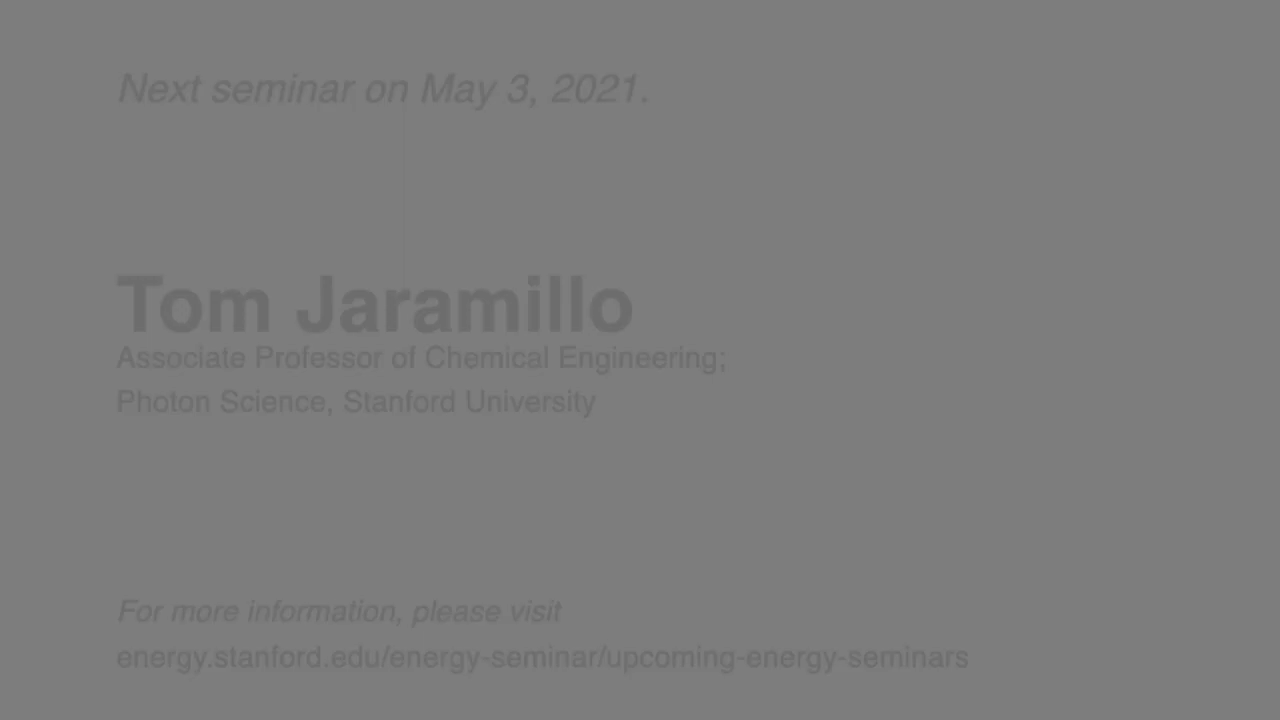 Next seminar on May 3, 2021.
Tom Jaramillo
Associate Professor of Chemical Engineering;
Photon Science, Stanford University
For more information, please visit
energy.stanford.edu/energy-seminar/upcoming-energy-seminars